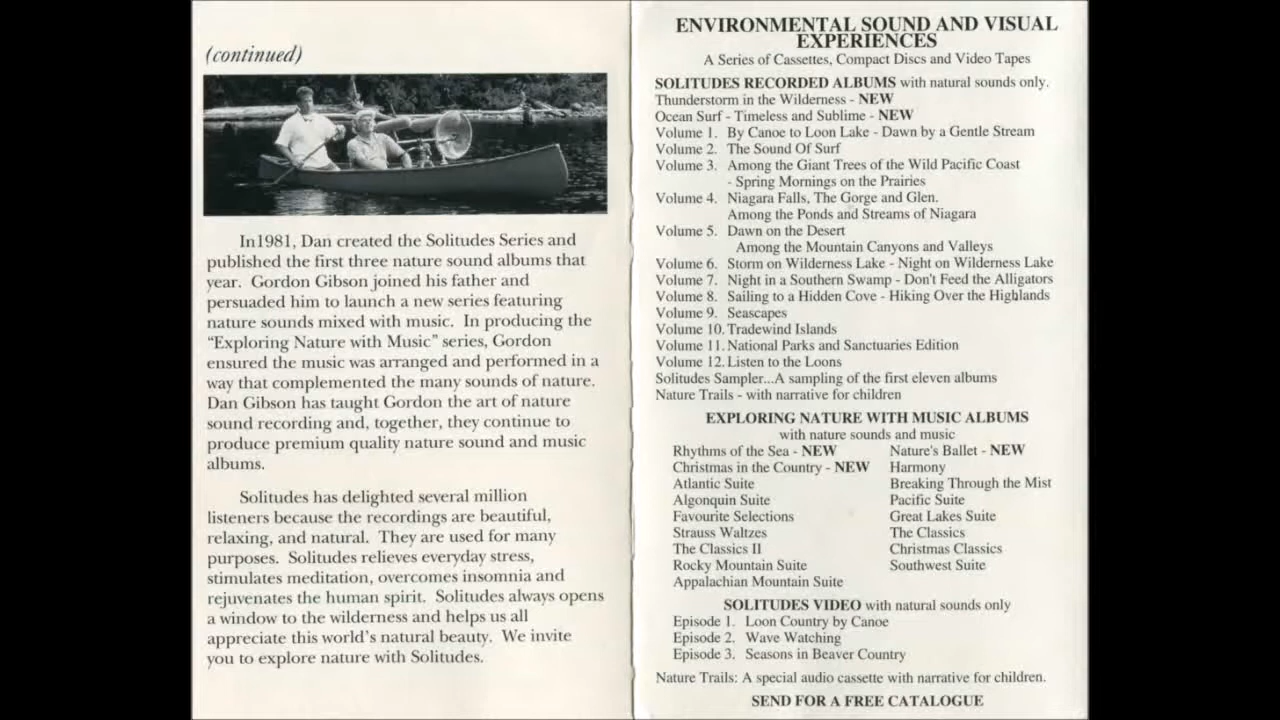 (continued)
In1981, Dan created the Solitudes Series and
published the first three nature sound albums that
year. Gordon Gibson joined his father and
persuaded him to launch a new series featuring
nature sounds mixed with music. In producing the
“Exploring Nature with Music” series, Gordon
ensured the music was arranged and performed in a
way that complemented the many sounds of nature.
Dan Gibson has taught Gordon the art of nature
sound recording and, together, they continue to
produce premium quality nature sound and music
albums.
Solitudes has delighted several million
listeners because the recordings are beautiful,
relaxing, and natural. They are used for many
purposes. Solitudes relieves everyday stress,
stimulates meditation, overcomes insomnia and
rejuvenates the human spirit. Solitudes always opens
a window to the wilderness and helps us all
appreciate this world's natural beauty. We invite
you to explore nature with Solitudes.
ENVIRONMENTAL SOUND AND VISUAL
EXPERIENCES
A Series of Cassettes, Compact Discs and Video Tapes
SOLITUDES RECORDED ALBUMS with natural sounds only.
Thunderstorm in the Wilderness - NEW
Ocean Surf - Timeless and Sublime - NEW
Volume 1. By Canoe to Loon Lake - Dawn by a Gentle Stream
Volume 2. The Sound Of Surf
Volume 3. Among the Giant Trees of the Wild Pacific Coast
- Spring Mornings on the Prairies
Volume 4. Niagara Falls, The Gorge and Glen.
Among the Ponds and Streams of Niagara
Volume 5. Dawn on the Desert
Among the Mountain Canyons and Valleys
Volume 6. Storm on Wilderness Lake - Night on Wilderness Lake
Volume 7. Night in a Southern Swamp - Don't Feed the Alligators
Volume 8. Sailing to a Hidden Cove - Hiking Over the Highlands
Volume 9. Seascapes
Volume 10. Tradewind Islands
Volume 11. National Parks and Sanctuaries Edition
Volume 12. Listen to the Loons
Solitudes Sampler...A sampling of the first eleven albums
Nature Trails - with narrative for children
EXPLORING NATURE WITH MUSIC ALBUMS
with nature sounds and music
Rhythms of the Sea - NEW Nature's Ballet - NEW
Christmas in the Country - NEW Harmony
Atlantic Suite Breaking Through the Mist
Algonquin Suite Pacific Suite
Favourite Selections Great Lakes Suite
Strauss Waltzes The Classics
The Classics II Christmas Classics
Rocky Mountain Suite Southwest Suite
Appalachian Mountain Suite
SOLITUDES VIDEO with natural sounds only
Episode 1. Loon Country by Canoe
Episode 2. Wave Watching
Episode 3. Seasons in Beaver Country
Nature Trails: A special audio cassette with narrative for children.
SEND FOR A FREE CATALOGUE